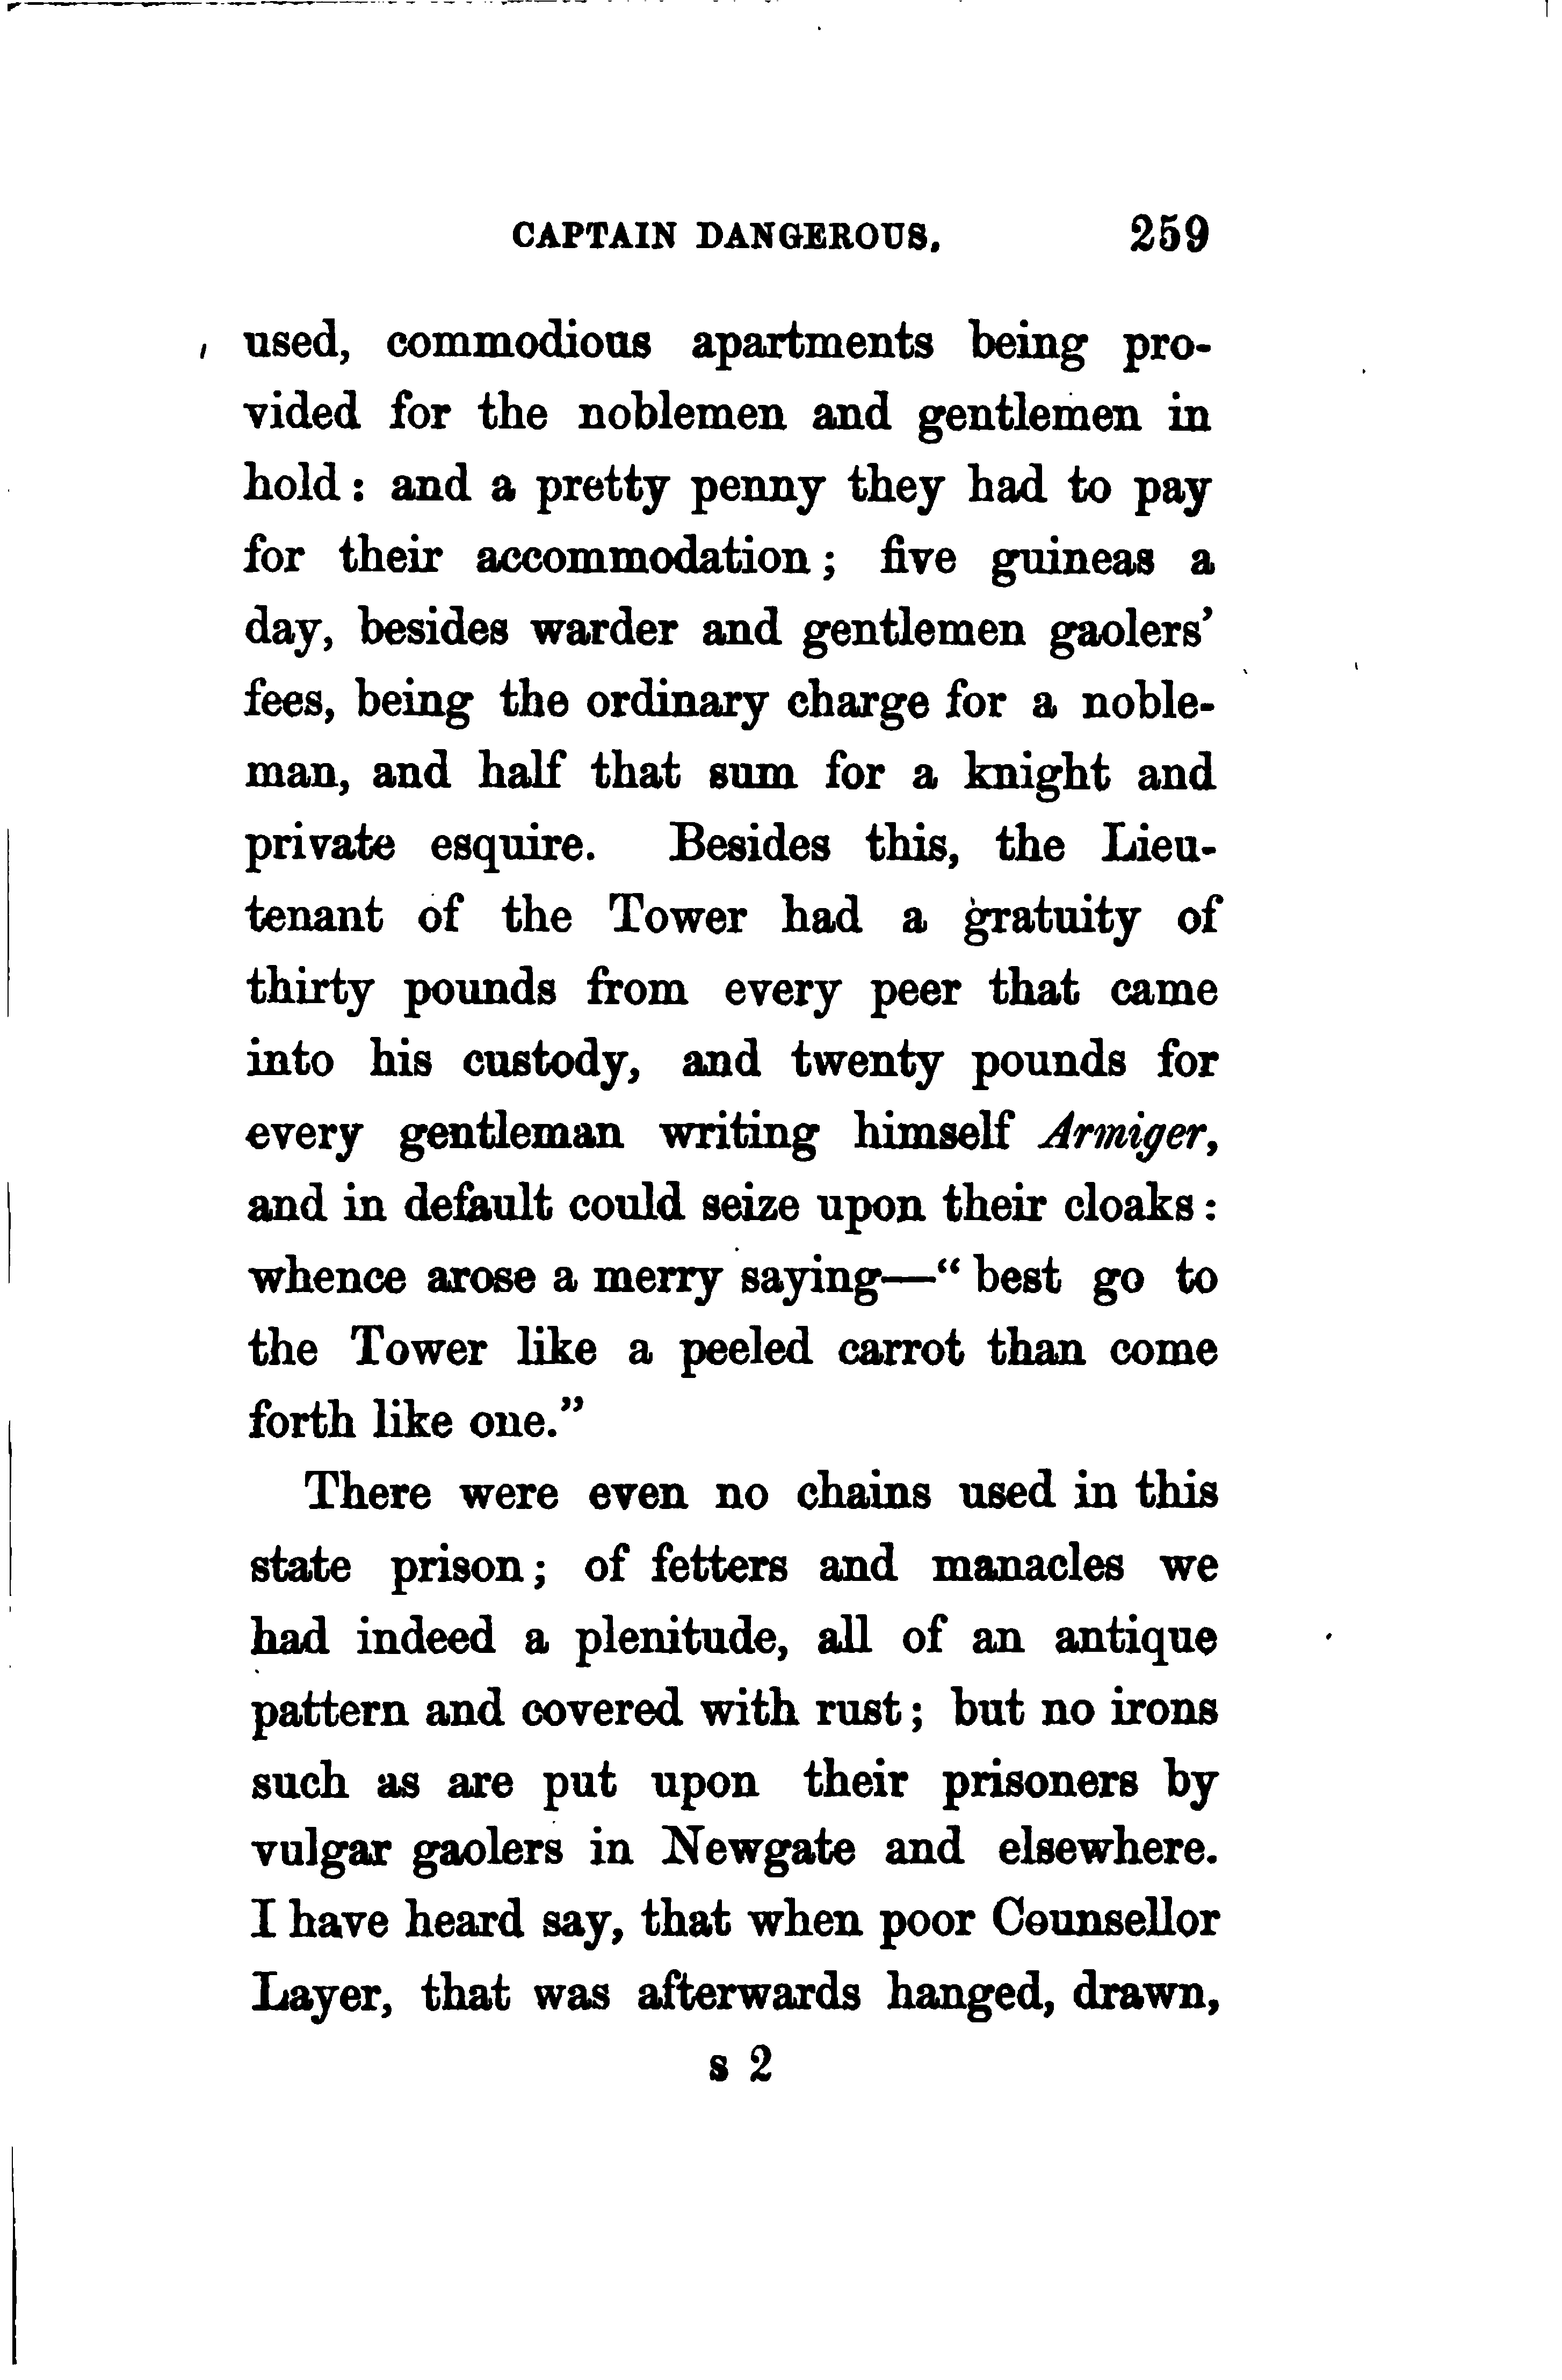 CAPTAIN DANGEROUS. 259
used, commodious apartments being pro-
vided for the noblemen and gentlemen in
hold: and a pretty penny they had to pay
for their accommodation; five guineas a
day, besides warder and gentlemen gaolers'
fees, being the ordinary charge for a noble-
man, and half that sum for a knight and
private esquire. Besides this, the Lieu-
tenant of the Tower had a gratuity of
thirty pounds from every peer that came
into his custody, and twenty pounds for
every gentleman writing himself Armiger,
and in default could seize upon their cloaks:
whence arose a merry saying—"best go to
the Tower like a peeled carrot than come
forth like one."
There were even no chains used in this
state prison; of fetters and manacles we
had indeed a plenitude, all of an antique
pattern and covered with rust; but no irons
such as are put upon their prisoners by
vulgar gaolers in Newgate and elsewhere.
I have heard say, that when poor Counsellor
Layer, that was afterwards hanged, drawn,
s 2